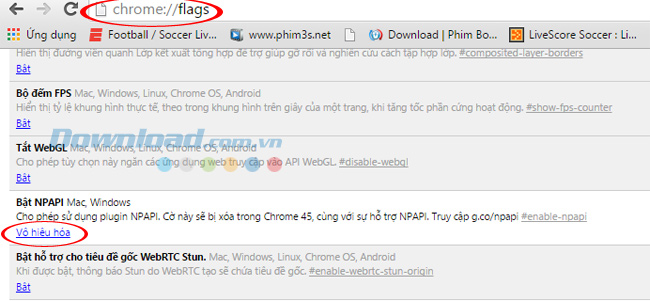 chrome://flags
Ứng dụng Football / Soccer Liv... www.phim3s.net Download | Phim Bo... LiveScore Soccer : Li...
Hiển thị đường viền quanh Lớp kết xuất tổng hợp để trợ giúp gỡ rối và nghiên cứu cách tập hợp lớp. #composited-layer-borders
Bật
Bộ đếm FPS Mac, Windows, Linux, Chrome OS, Android
Hiển thị tỷ lệ khung hình thực tế, theo trong khung hình trên giây của một trang, khi tăng tốc phần cứng hoạt động. #show-fps-counter
Bật
Download.com.vn
Tắt WebGL Mac, Windows, Linux, Chrome OS, Android
Cho phép tùy chọn này ngăn các ứng dụng web truy cập vào API WebGL. #disable-webgl
Bật
Bật NPAPI Mac, Windows
Cho phép sử dụng plugin NPAPI. Cờ này sẽ bị xóa trong Chrome 45, cùng với sự hỗ trợ NPAPI. Truy cập g.co/npapi #enable-npapi
Vô hiệu hóa
Bật hỗ trợ cho tiêu đề gốc WebRTC Stun. Mac, Windows, Linux, Chrome OS, Android
Khi được bật, thông báo Stun do WebRTC tạo sẽ chứa tiêu đề gốc. #enable-webrtc-stun-origin
Bật